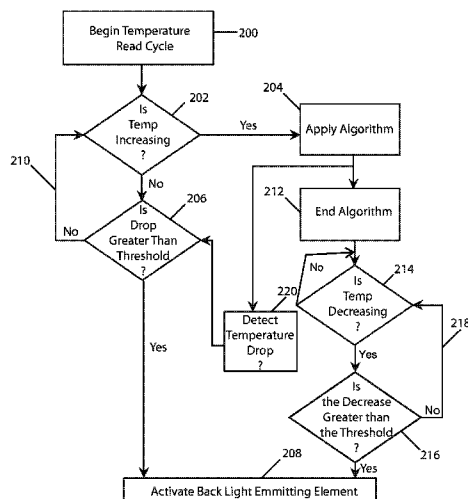 Begin Temperature
Read Cycle
200
Is
Temp
Increasing
?
202
Yes
204
Apply Algorithm
210
No
206
Is
Drop
Greater Than
Threshold
?
No
212
End Algorithm
No
214
Is
Temp
Decreasing
?
220
Detect
Temperature
Drop
?
218
Yes
Yes
Is
the Decrease
Greater than
the Threshold
?
No
216
208
Yes
Activate Back Light Emmitting Element